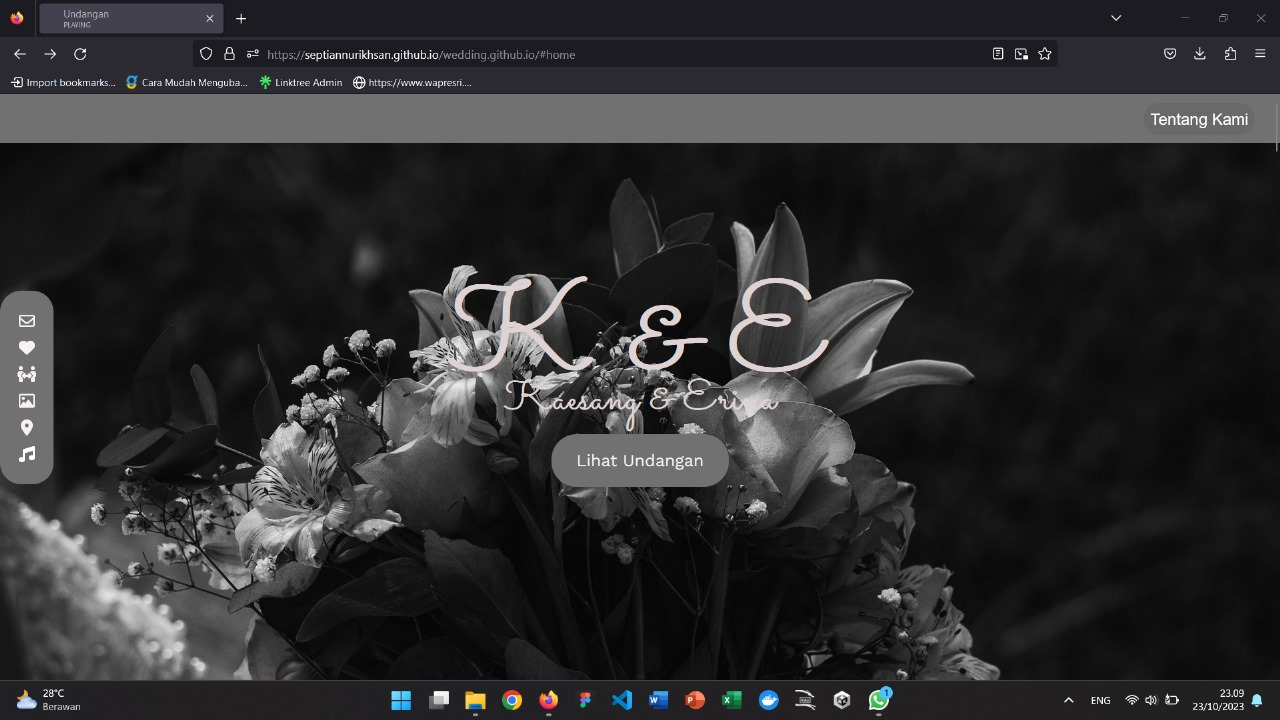 Undangan
PLAYING
https://septiannurikhsan.github.io/wedding.github.io/#home
Import bookmarks...
Cara Mudah Menguba...
Linktree Admin
https://www.wapresri....
Tentang Kami
K & E
Kaesang & Erina
Lihat Undangan
28°C
Berawan
1
ENG
23.09
23/10/2023